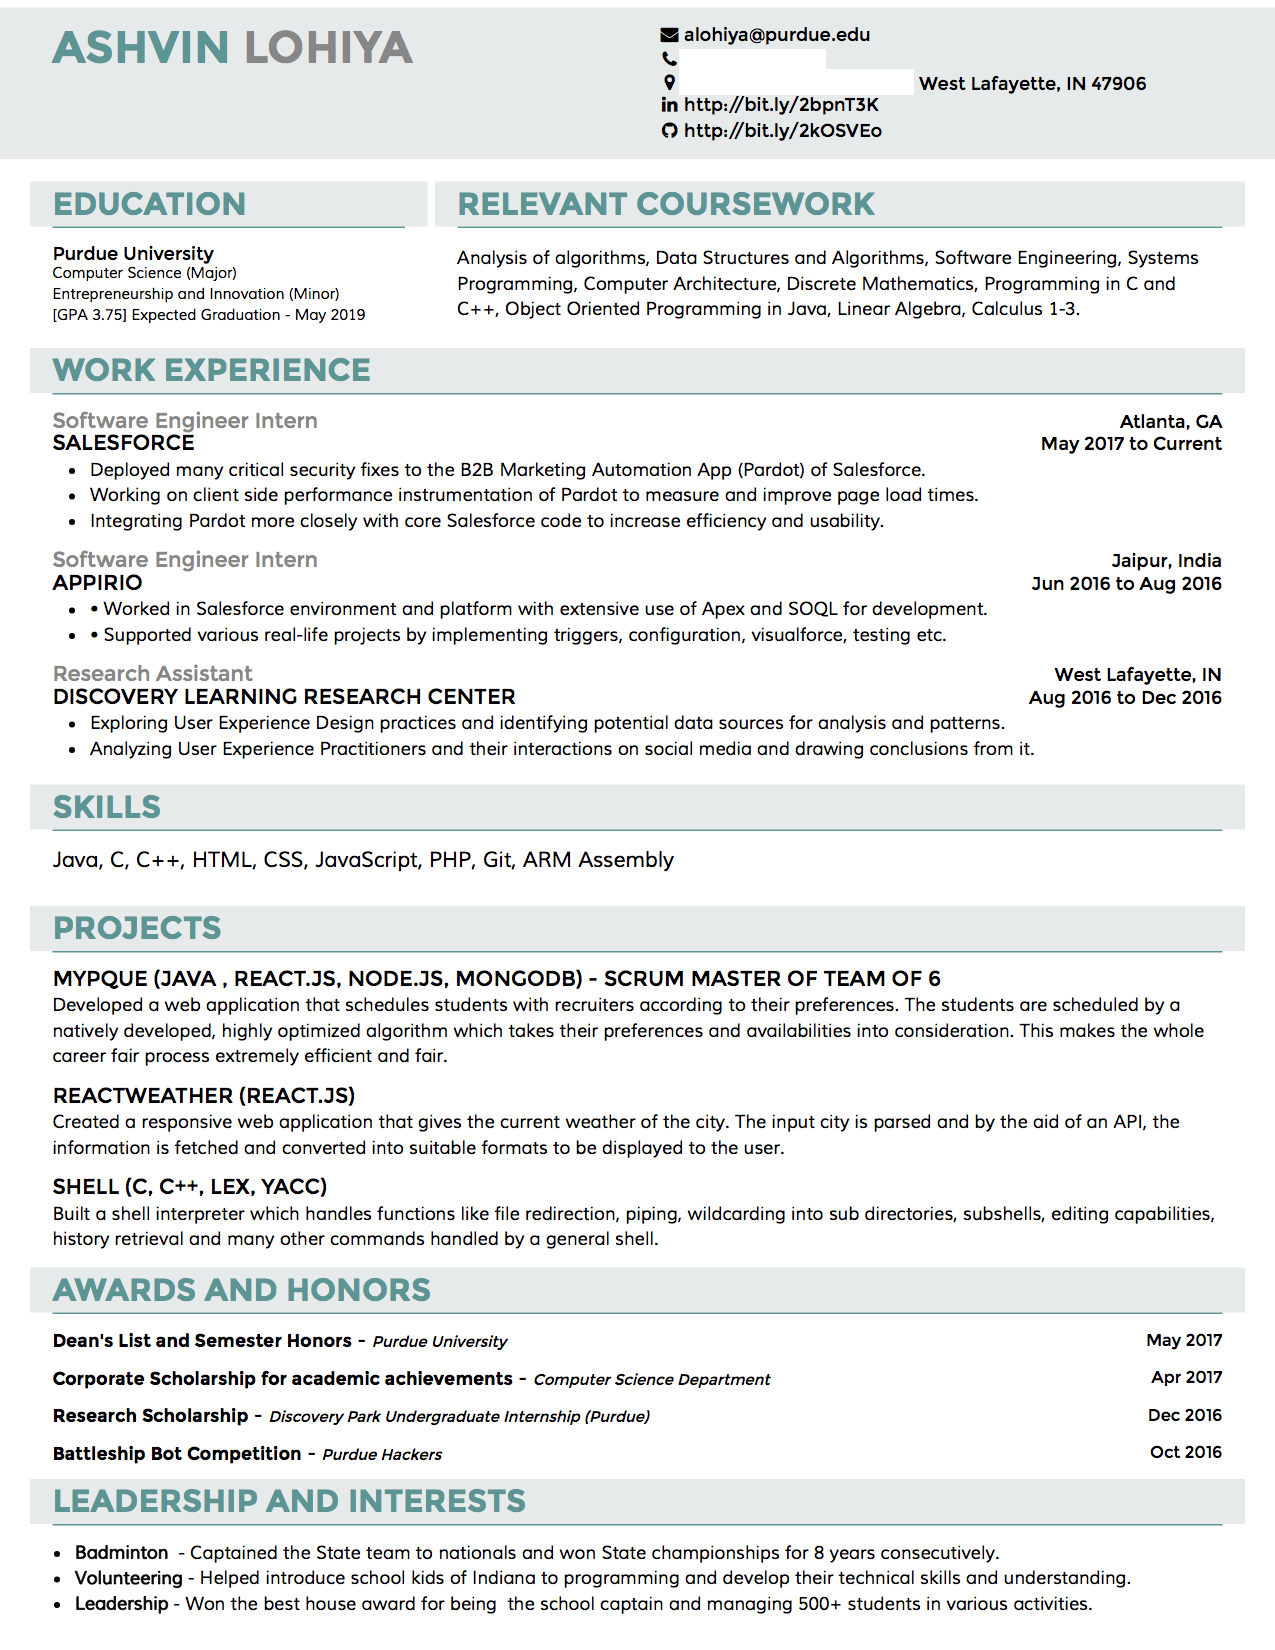 ASHVIN LOHIYA
alohiya@purdue.edu
West Lafayette, IN 47906
http://bit.ly/2bpnT3K
http://bit.ly/2kOSVEo
EDUCATION
Purdue University
Computer Science (Major)
Entrepreneurship and Innovation (Minor)
[GPA 3.75] Expected Graduation - May 2019
RELEVANT COURSEWORK
Analysis of algorithms, Data Structures and Algorithms, Software Engineering, Systems
Programming, Computer Architecture, Discrete Mathematics, Programming in C and
C++, Object Oriented Programming in Java, Linear Algebra, Calculus 1-3.
WORK EXPERIENCE
Software Engineer Intern Atlanta, GA
SALESFORCE May 2017 to Current
• Deployed many critical security fixes to the B2B Marketing Automation App (Pardot) of Salesforce.
• Working on client side performance instrumentation of Pardot to measure and improve page load times.
• Integrating Pardot more closely with core Salesforce code to increase efficiency and usability.
Software Engineer Intern Jaipur, India
APPIRIO Jun 2016 to Aug 2016
• • Worked in Salesforce environment and platform with extensive use of Apex and SOQL for development.
• • Supported various real-life projects by implementing triggers, configuration, visualforce, testing etc.
Research Assistant West Lafayette, IN
DISCOVERY LEARNING RESEARCH CENTER Aug 2016 to Dec 2016
• Exploring User Experience Design practices and identifying potential data sources for analysis and patterns.
• Analyzing User Experience Practitioners and their interactions on social media and drawing conclusions from it.
SKILLS
Java, C, C++, HTML, CSS, JavaScript, PHP, Git, ARM Assembly
PROJECTS
MYPQUE (JAVA , REACT.JS, NODE.JS, MONGODB) - SCRUM MASTER OF TEAM OF 6
Developed a web application that schedules students with recruiters according to their preferences. The students are scheduled by a
natively developed, highly optimized algorithm which takes their preferences and availabilities into consideration. This makes the whole
career fair process extremely efficient and fair.
REACTWEATHER (REACT.JS)
Created a responsive web application that gives the current weather of the city. The input city is parsed and by the aid of an API, the
information is fetched and converted into suitable formats to be displayed to the user.
SHELL (C, C++, LEX, YACC)
Built a shell interpreter which handles functions like file redirection, piping, wildcarding into sub directories, subshells, editing capabilities,
history retrieval and many other commands handled by a general shell.
AWARDS AND HONORS
Dean's List and Semester Honors - Purdue University May 2017
Corporate Scholarship for academic achievements - Computer Science Department Apr 2017
Research Scholarship - Discovery Park Undergraduate Internship (Purdue) Dec 2016
Battleship Bot Competition - Purdue Hackers Oct 2016
LEADERSHIP AND INTERESTS
• Badminton - Captained the State team to nationals and won State championships for 8 years consecutively.
• Volunteering - Helped introduce school kids of Indiana to programming and develop their technical skills and understanding.
• Leadership - Won the best house award for being the school captain and managing 500+ students in various activities.